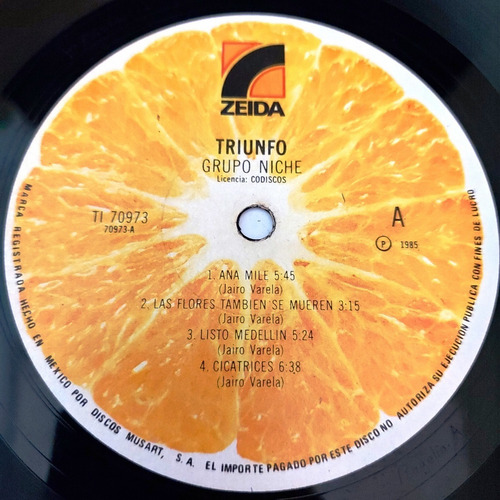 ZEIDA
TRIUNFO
GRUPO NICHE
Licencia: CODISCOS
TI 70973
70973-A
A
P 1985
1. ANA MILE 5:45
(Jairo Varela)
2. LAS FLORES TAMBIEN SE MUEREN 3:15
(Jairo Varela)
3. LISTO MEDELLIN 5:24
(Jairo Varela)
4. CICATRICES 6:38
(Jairo Varela)
MARCA REGISTRADA HECHO EN MEXICO POR DISCOS MUSART, S.A. EL IMPORTE PAGADO POR ESTE DISCO NO AUTORIZA SU EJECUCION PUBLICA CON FINES DE LUCRO